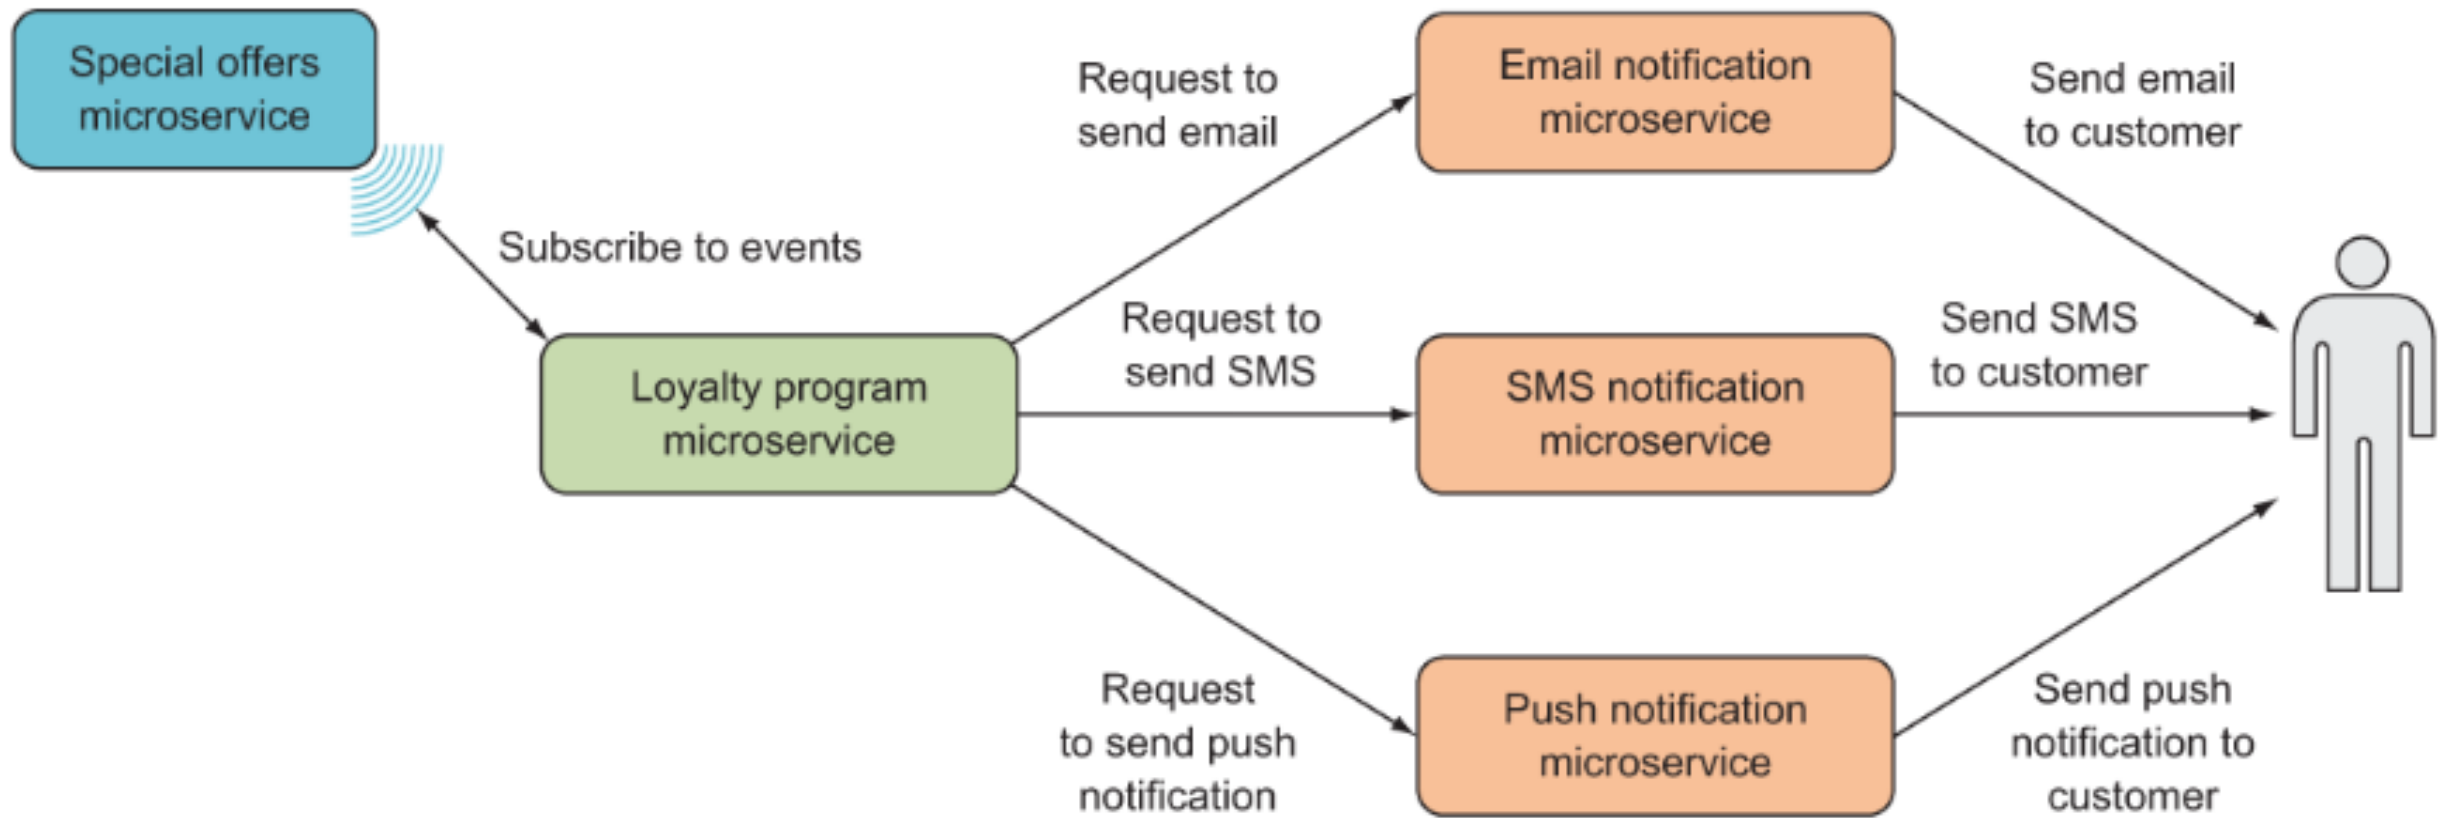 Special offers
microservice
Subscribe to events
Loyalty program
microservice
Request to
send email
Email notification
microservice
Send email
to customer
Request to
send SMS
SMS notification
microservice
Send SMS
to customer
Request
to send push
notification
Push notification
microservice
Send push
notification to
customer